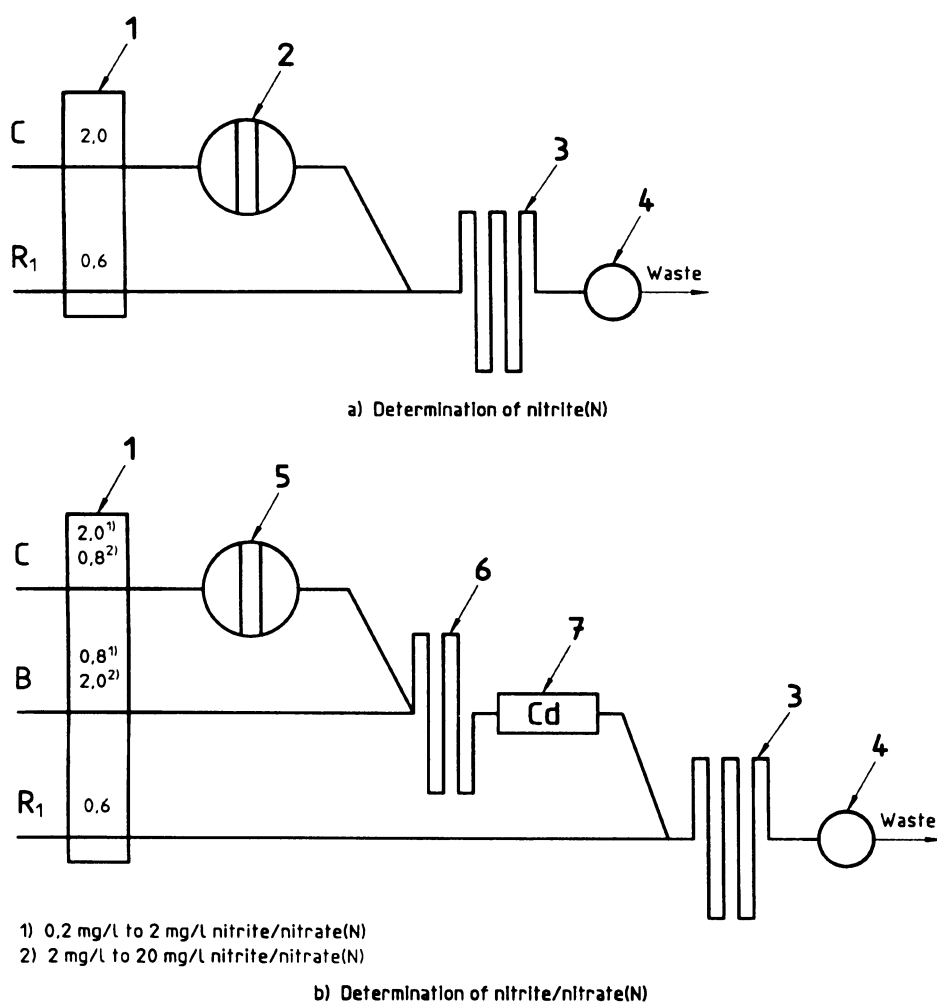 1
2
C
2,0
3
4
R₁
0,6
Waste
a) Determination of nitrite(N)
1
5
2,0¹⁾
C
0,8²⁾
6
7
0,8¹⁾
B
2,0²⁾
Cd
3
4
R₁
0,6
Waste
1) 0,2 mg/l to 2 mg/l nitrite/nitrate(N)
2) 2 mg/l to 20 mg/l nitrite/nitrate(N)
b) Determination of nitrite/nitrate(N)